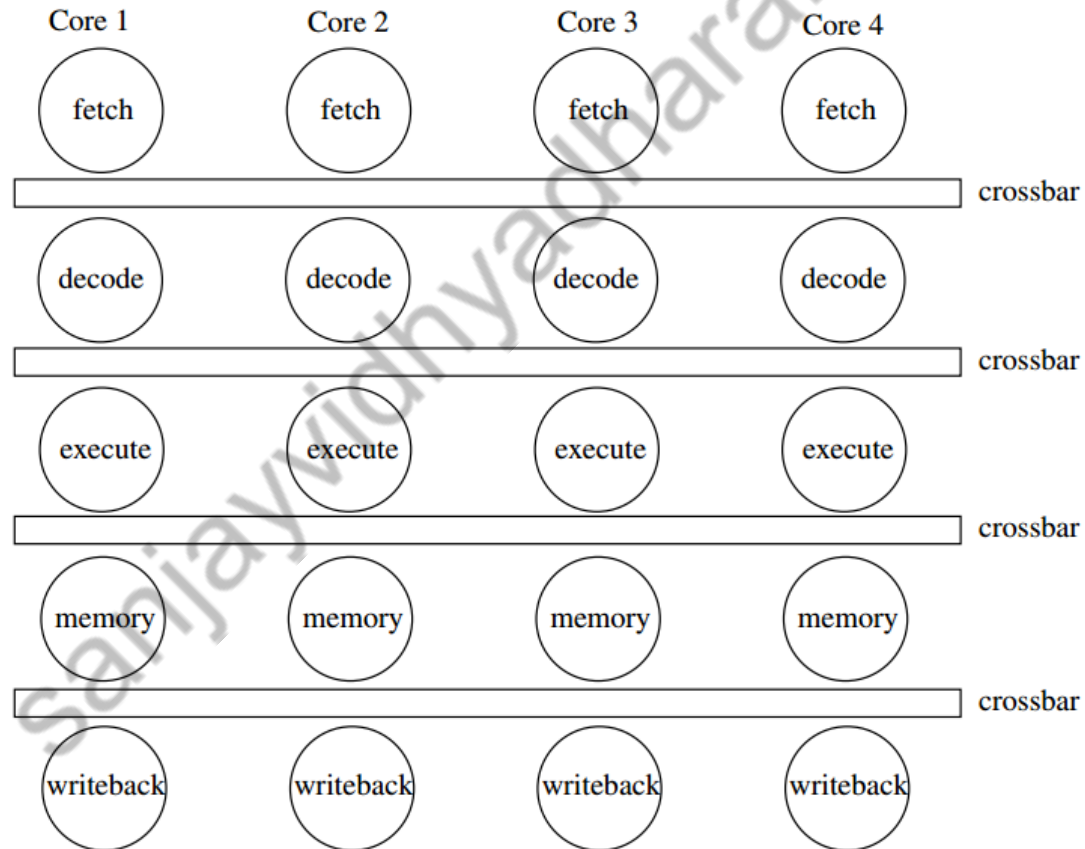 Core 1 Core 2 Core 3 Core 4
fetch fetch fetch fetch
crossbar
decode decode decode decode
crossbar
execute execute execute execute
crossbar
memory memory memory memory
crossbar
writeback writeback writeback writeback